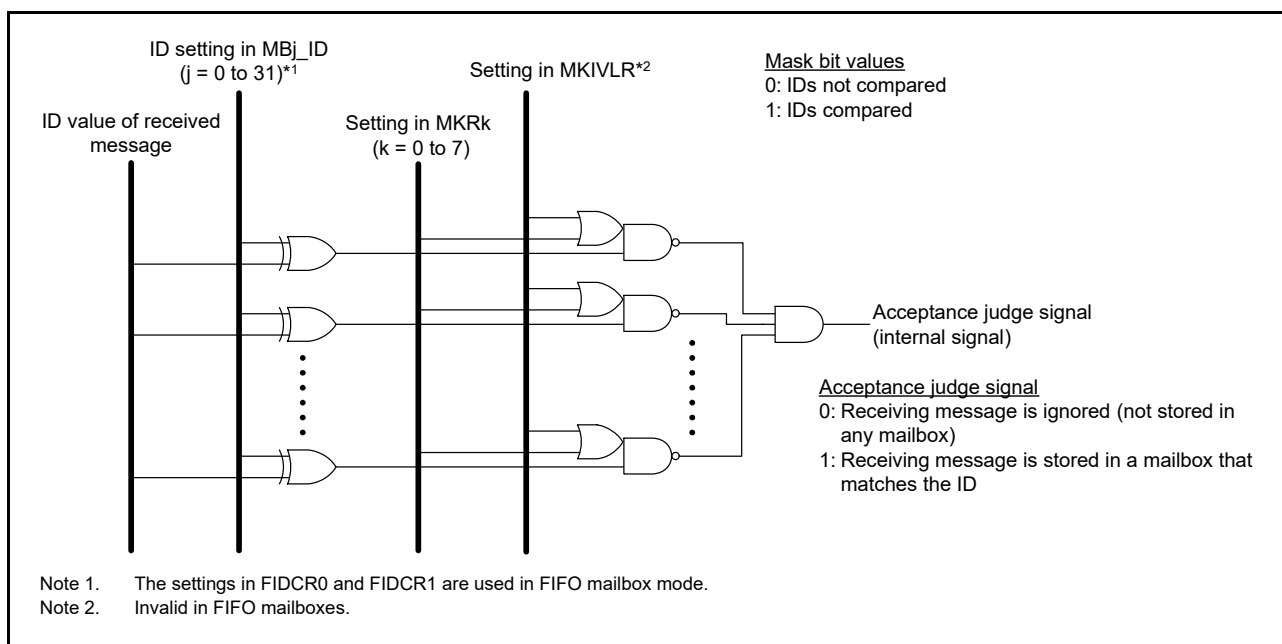 ID setting in MBj_ID
(j = 0 to 31)*1
Setting in MKIVLR*2
Mask bit values
0: IDs not compared
1: IDs compared
ID value of received
message
Setting in MKRk
(k = 0 to 7)
Acceptance judge signal
(internal signal)
Acceptance judge signal
0: Receiving message is ignored (not stored in
any mailbox)
1: Receiving message is stored in a mailbox that
matches the ID
Note 1. The settings in FIDCR0 and FIDCR1 are used in FIFO mailbox mode.
Note 2. Invalid in FIFO mailboxes.